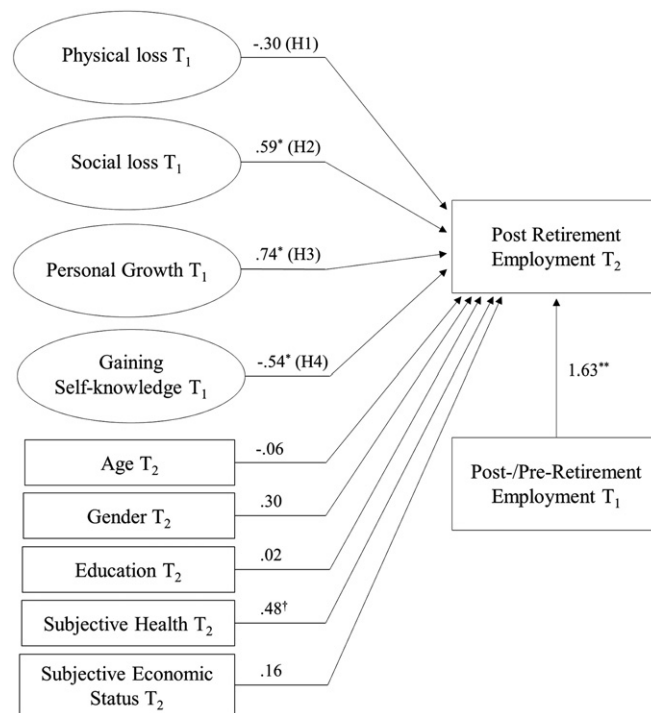 Physical loss T₁
-.30 (H1)
Social loss T₁
.59* (H2)
Personal Growth T₁
.74* (H3)
Gaining
Self-knowledge T₁
-.54* (H4)
Age T₂
-.06
Gender T₂
.30
Education T₂
.02
Subjective Health T₂
.48†
Subjective Economic
Status T₂
.16
Post Retirement
Employment T₂
1.63**
Post-/Pre-Retirement
Employment T₁